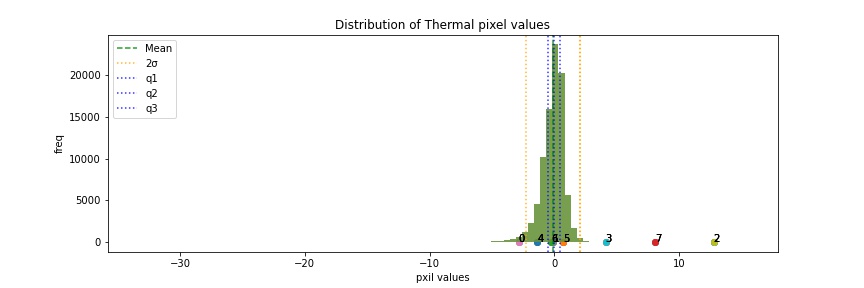 Distribution of Thermal pixel values
Mean
2σ
q1
q2
q3
freq
20000
15000
10000
5000
0
0 4 5 3 7 2
−30 −20 −10 0 10
pxil values